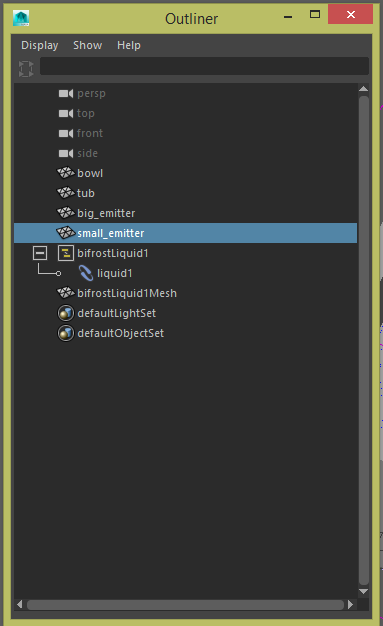 Outliner
Display Show Help
persp
top
front
side
bowl
tub
big_emitter
small_emitter
bifrostLiquid1
liquid1
bifrostLiquid1Mesh
defaultLightSet
defaultObjectSet